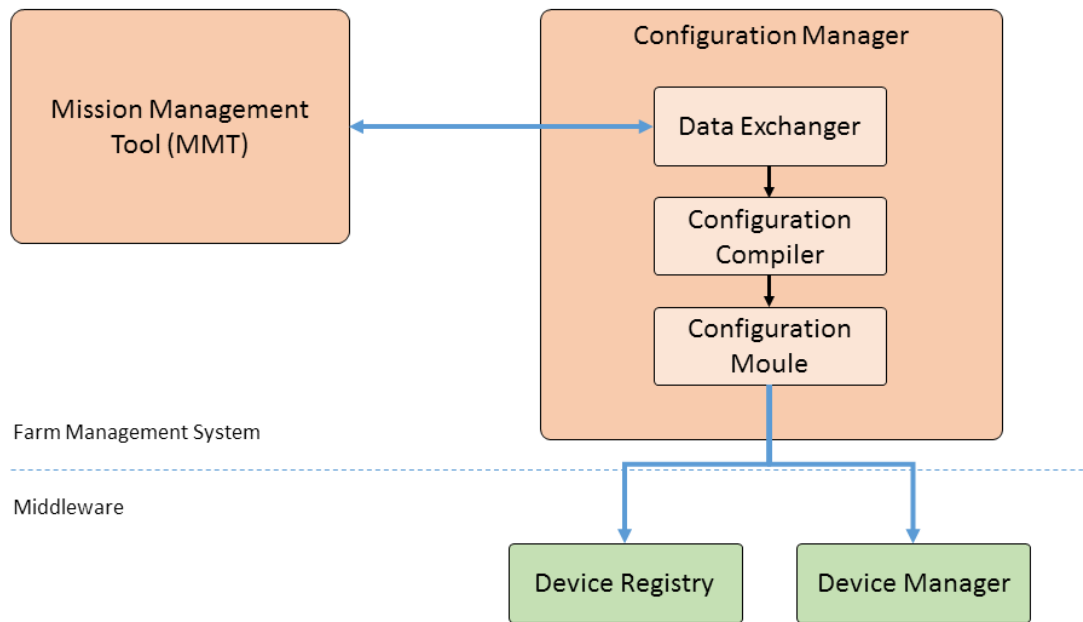 Mission Management
Tool (MMT)
Configuration Manager
Data Exchanger
Configuration
Compiler
Configuration
Moule
Farm Management System
Middleware
Device Registry
Device Manager